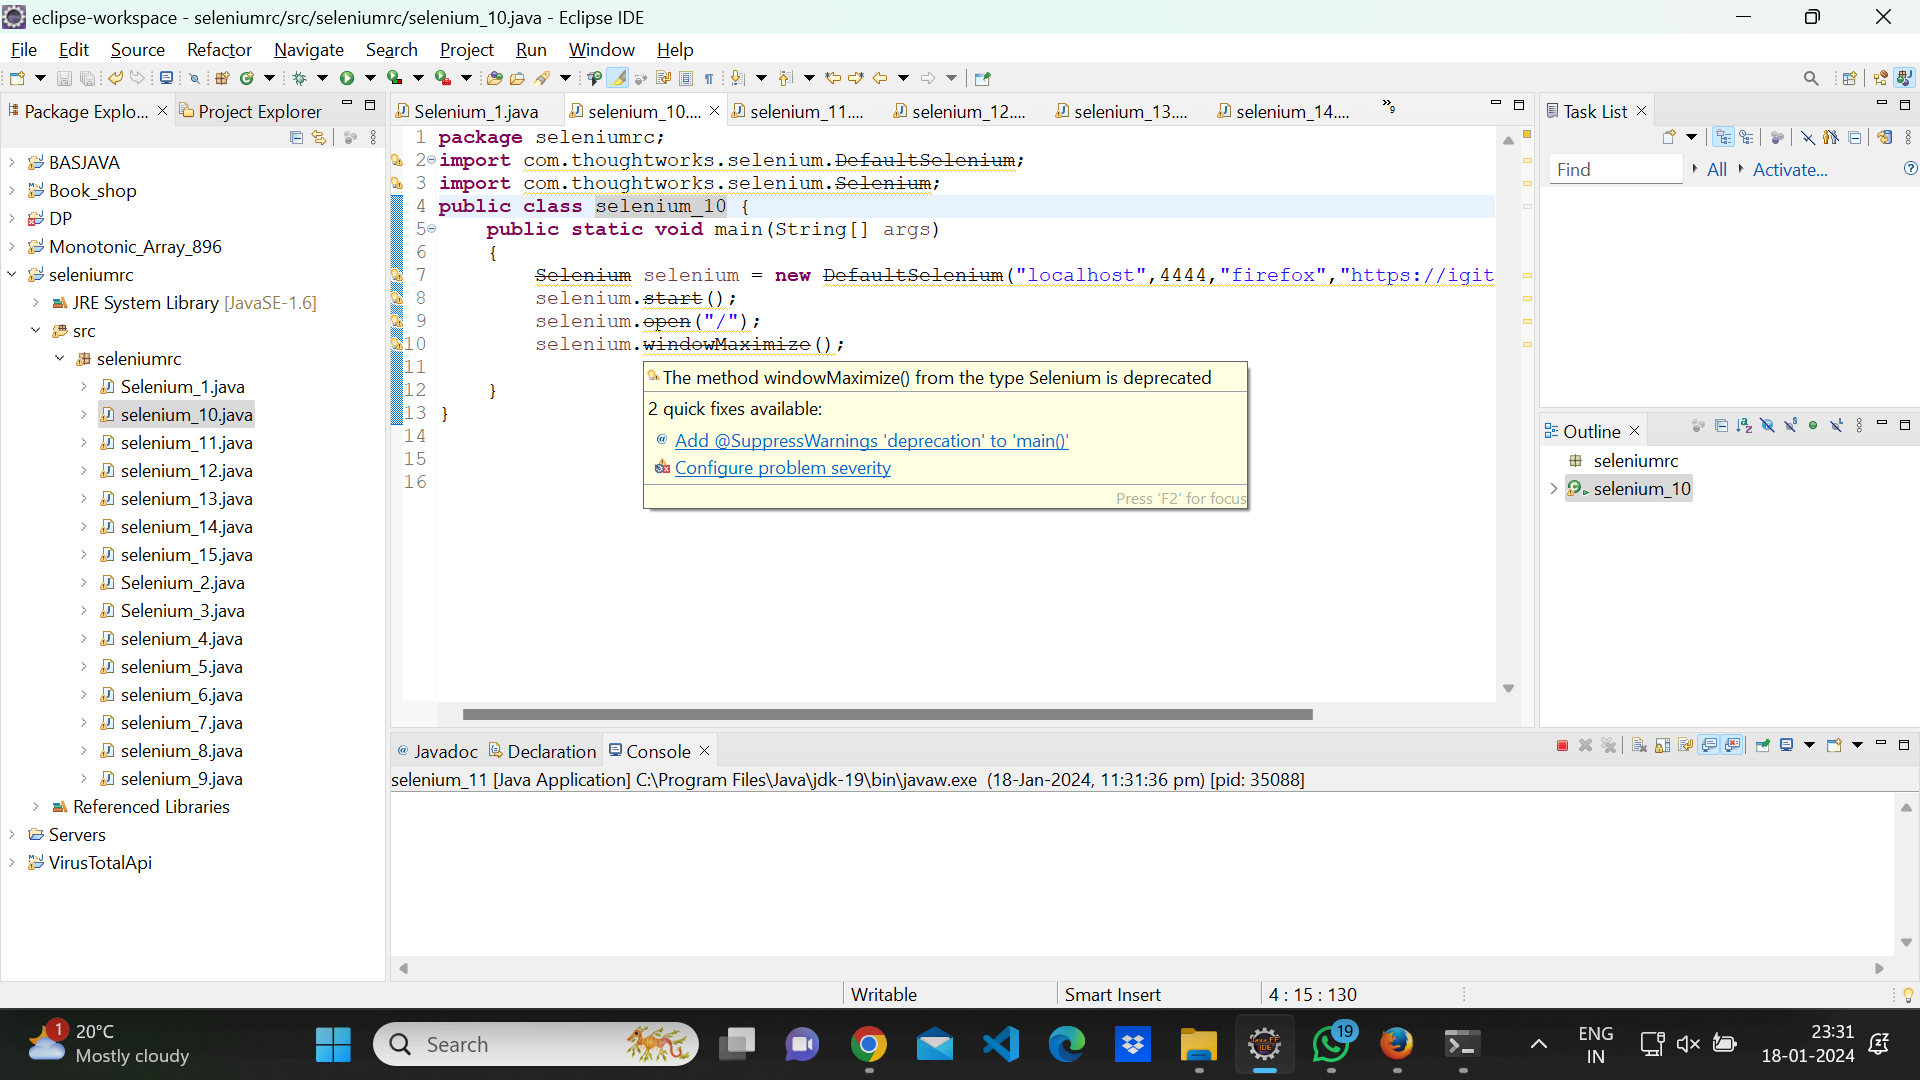 eclipse-workspace - seleniumrc/src/seleniumrc/selenium_10.java - Eclipse IDE
File Edit Source Refactor Navigate Search Project Run Window Help
Package Explo... Project Explorer
BASJAVA
Book_shop
DP
Monotonic_Array_896
seleniumrc
JRE System Library [JavaSE-1.6]
src
seleniumrc
Selenium_1.java
selenium_10.java
selenium_11.java
selenium_12.java
selenium_13.java
selenium_14.java
selenium_15.java
Selenium_2.java
Selenium_3.java
selenium_4.java
selenium_5.java
selenium_6.java
selenium_7.java
selenium_8.java
selenium_9.java
Referenced Libraries
Servers
VirusTotalApi
Selenium_1.java selenium_10.... selenium_11.... selenium_12.... selenium_13.... selenium_14.... »9
1 package seleniumrc;
2 import com.thoughtworks.selenium.DefaultSelenium;
3 import com.thoughtworks.selenium.Selenium;
4 public class selenium_10 {
5 public static void main(String[] args)
6 {
7 Selenium selenium = new DefaultSelenium("localhost",4444,"firefox","https://igit
8 selenium.start();
9 selenium.open("/");
10 selenium.windowMaximize();
11
12 }
13 }
14
15
16
The method windowMaximize() from the type Selenium is deprecated
2 quick fixes available:
Add @SuppressWarnings 'deprecation' to 'main()'
Configure problem severity
Press 'F2' for focus
Task List
Find All Activate...
Outline
seleniumrc
selenium_10
Javadoc Declaration Console
selenium_11 [Java Application] C:\Program Files\Java\jdk-19\bin\javaw.exe (18-Jan-2024, 11:31:36 pm) [pid: 35088]
Writable Smart Insert 4 : 15 : 130
1 20°C
Mostly cloudy
Search
Java EE
IDE
19
ENG
IN
23:31
18-01-2024